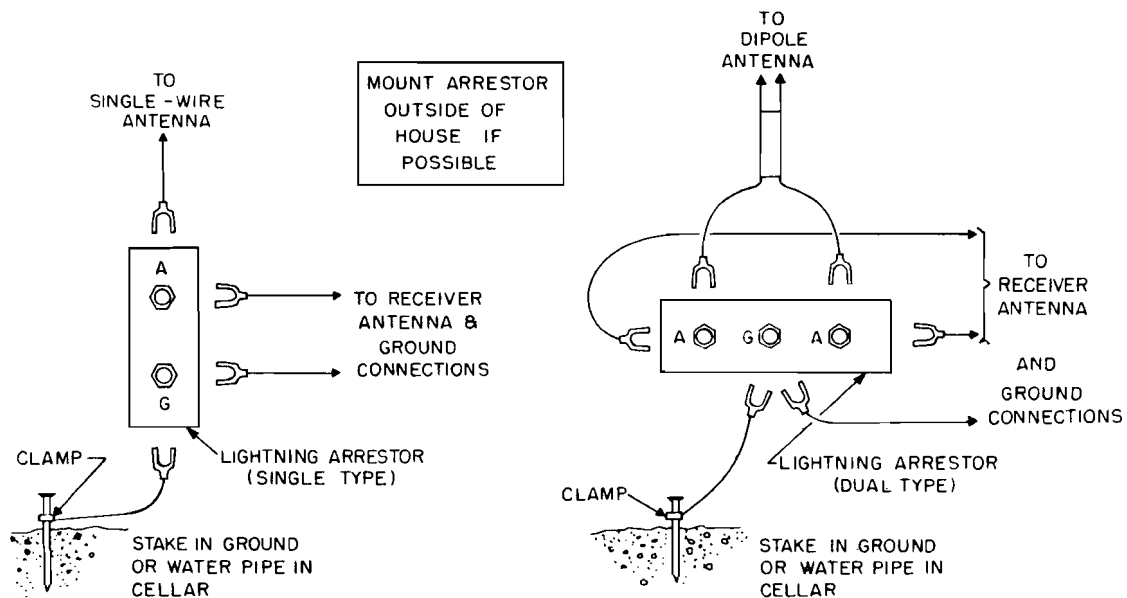 TO
SINGLE-WIRE
ANTENNA
MOUNT ARRESTOR
OUTSIDE OF
HOUSE IF
POSSIBLE
A
G
TO RECEIVER
ANTENNA &
GROUND
CONNECTIONS
LIGHTNING ARRESTOR
(SINGLE TYPE)
CLAMP
STAKE IN GROUND
OR WATER PIPE IN
CELLAR
TO
DIPOLE
ANTENNA
A G A
TO
RECEIVER
ANTENNA
AND
GROUND
CONNECTIONS
LIGHTNING ARRESTOR
(DUAL TYPE)
CLAMP
STAKE IN GROUND
OR WATER PIPE IN
CELLAR